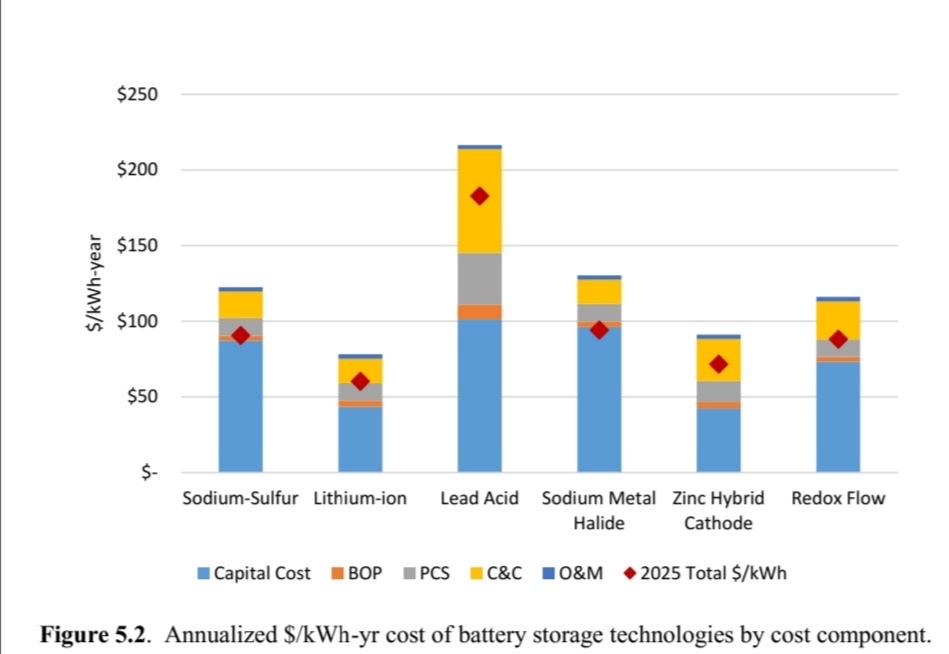 $250
$200
$150
$100
$50
$-
$/kWh-year
Sodium-Sulfur Lithium-ion Lead Acid Sodium Metal Halide Zinc Hybrid Cathode Redox Flow
Capital Cost BOP PCS C&C O&M 2025 Total $/kWh
Figure 5.2. Annualized $/kWh-yr cost of battery storage technologies by cost component.